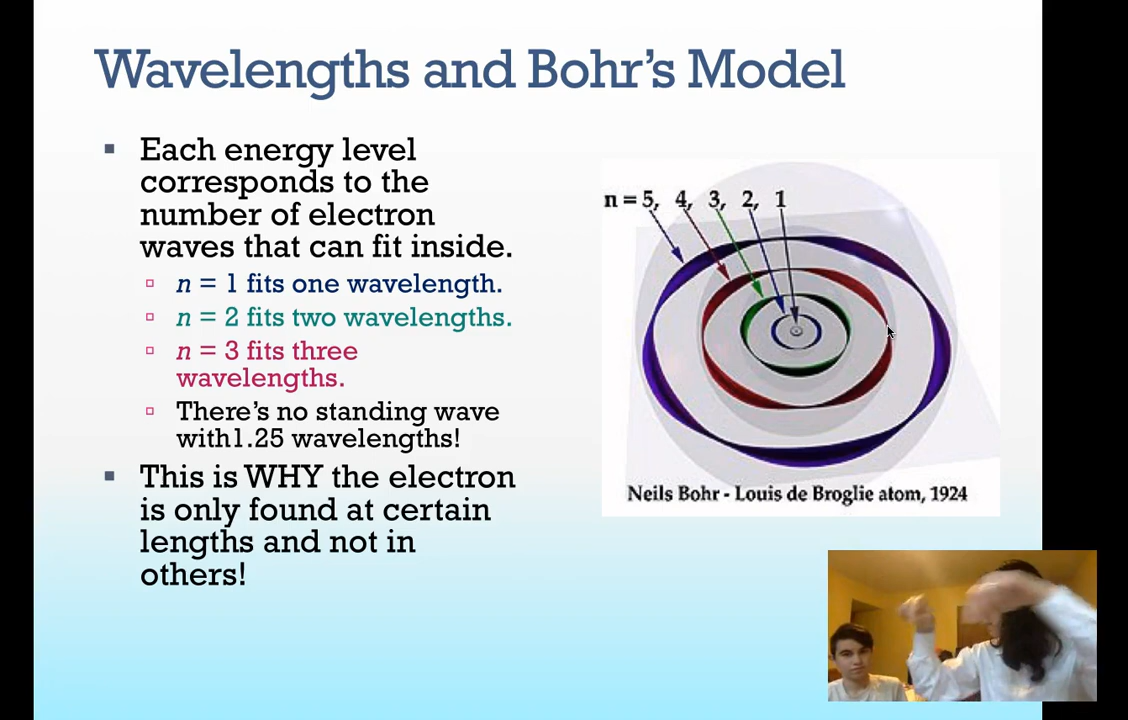 Wavelengths and Bohr's Model
Each energy level
corresponds to the
number of electron
waves that can fit inside.
n = 1 fits one wavelength.
n = 2 fits two wavelengths.
n = 3 fits three
wavelengths.
There's no standing wave
with1.25 wavelengths!
This is WHY the electron
is only found at certain
lengths and not in
others!
n = 5, 4, 3, 2, 1
Neils Bohr - Louis de Broglie atom, 1924